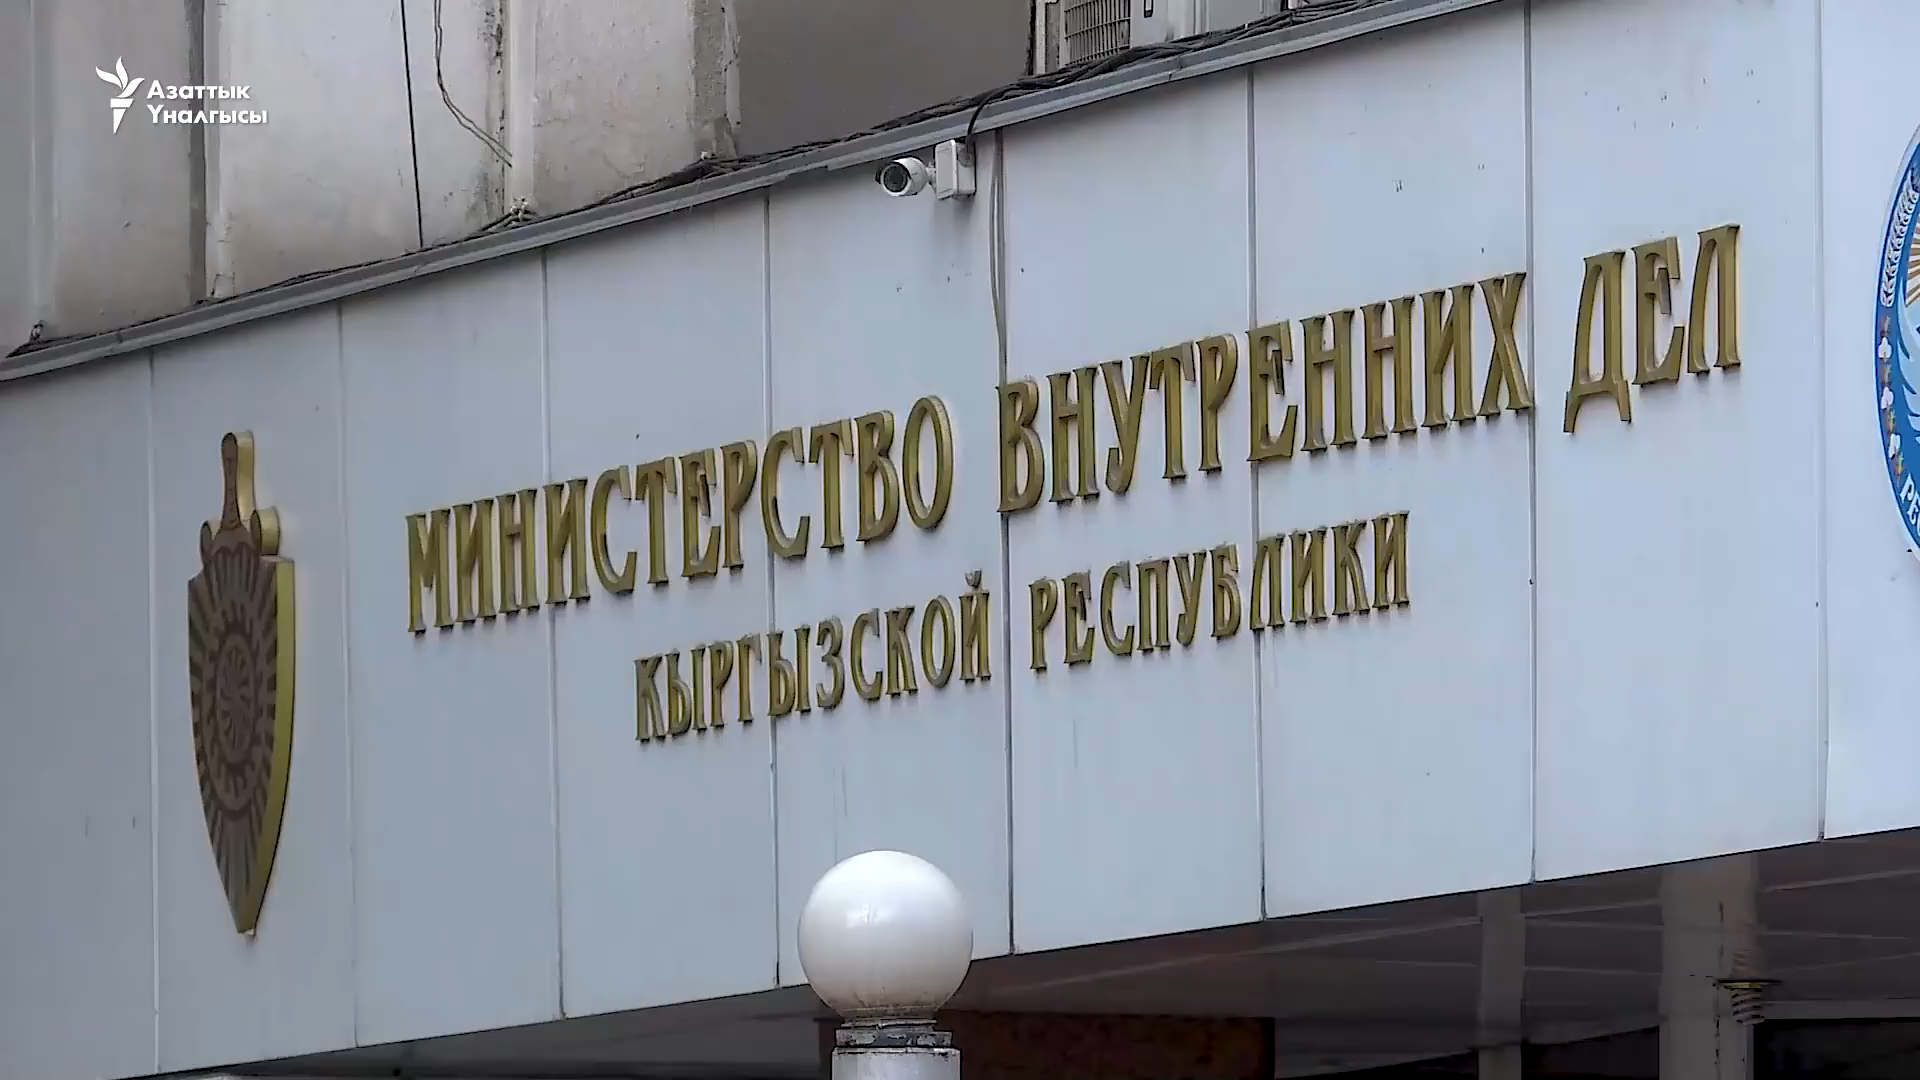 Азаттык
Үналгысы
МИНИСТЕРСТВО ВНУТРЕННИХ ДЕЛ
КЫРГЫЗСКОЙ РЕСПУБЛИКИ